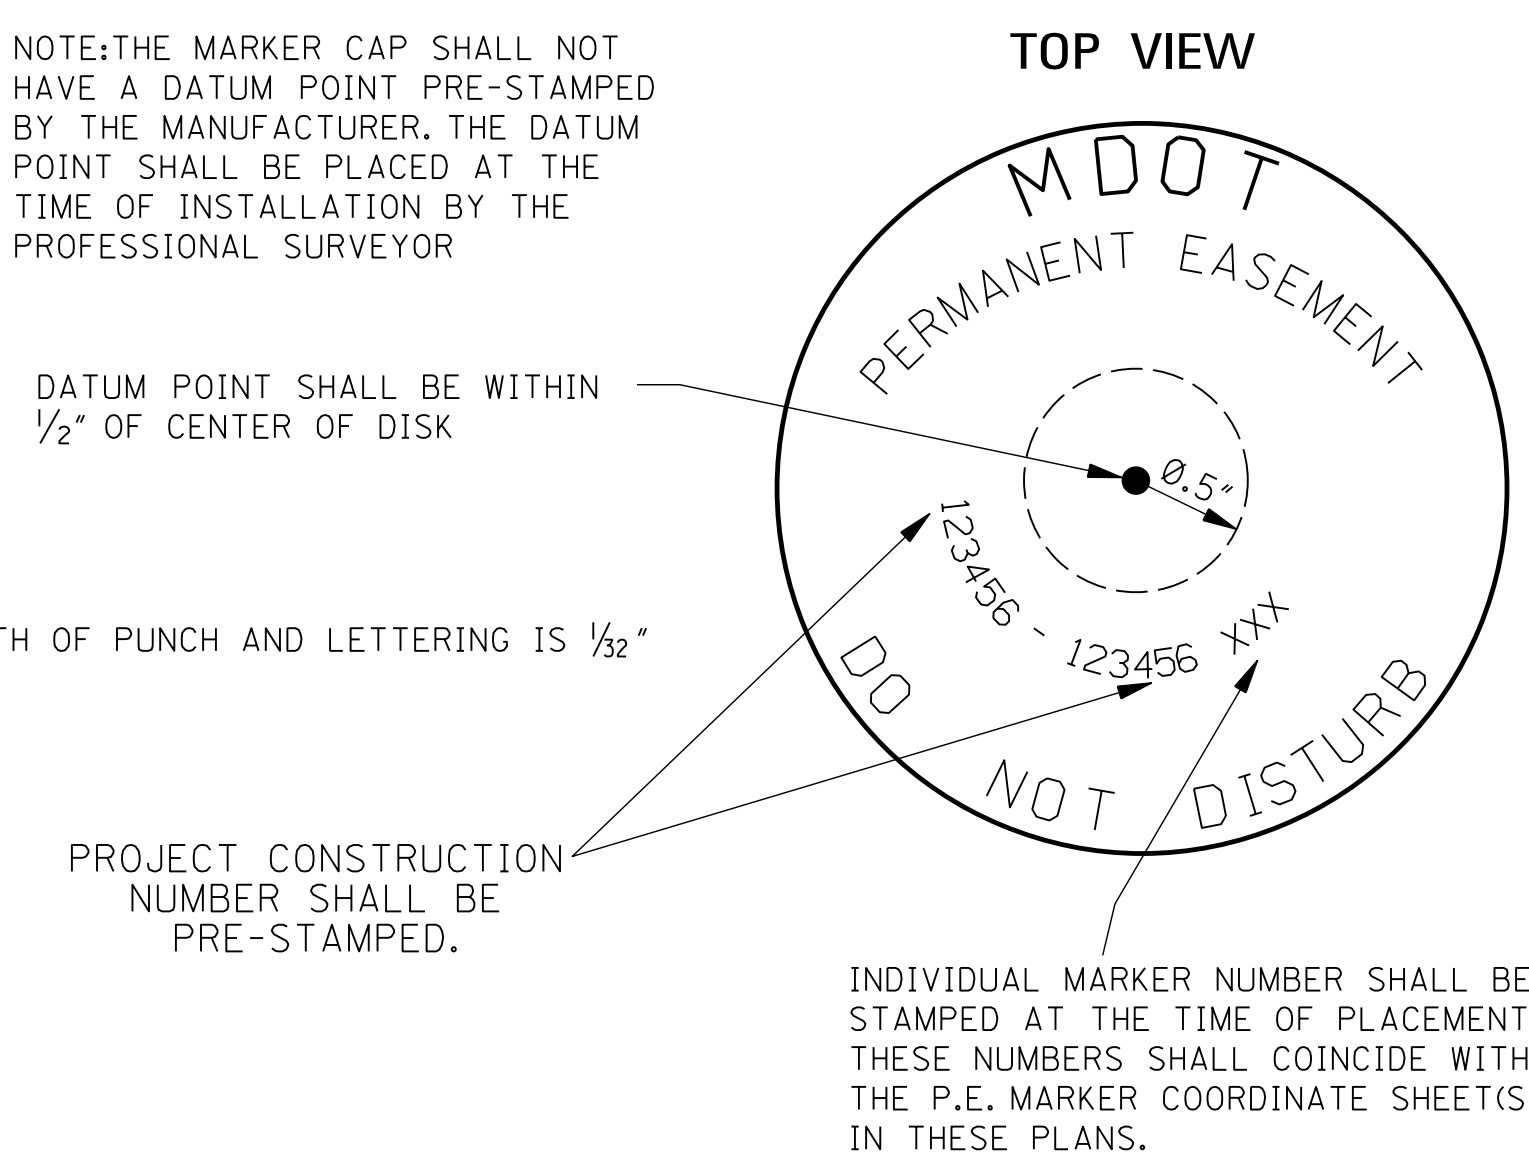 NOTE:THE MARKER CAP SHALL NOT
HAVE A DATUM POINT PRE-STAMPED
BY THE MANUFACTURER. THE DATUM
POINT SHALL BE PLACED AT THE
TIME OF INSTALLATION BY THE
PROFESSIONAL SURVEYOR
TOP VIEW
MDOT
PERMANENT EASEMENT
DATUM POINT SHALL BE WITHIN
1/2" OF CENTER OF DISK
0.5"
123456 - 123456 XXX
TH OF PUNCH AND LETTERING IS 1/32"
DO NOT DISTURB
PROJECT CONSTRUCTION
NUMBER SHALL BE
PRE-STAMPED.
INDIVIDUAL MARKER NUMBER SHALL BE
STAMPED AT THE TIME OF PLACEMENT
THESE NUMBERS SHALL COINCIDE WITH
THE P.E. MARKER COORDINATE SHEET(S
IN THESE PLANS.